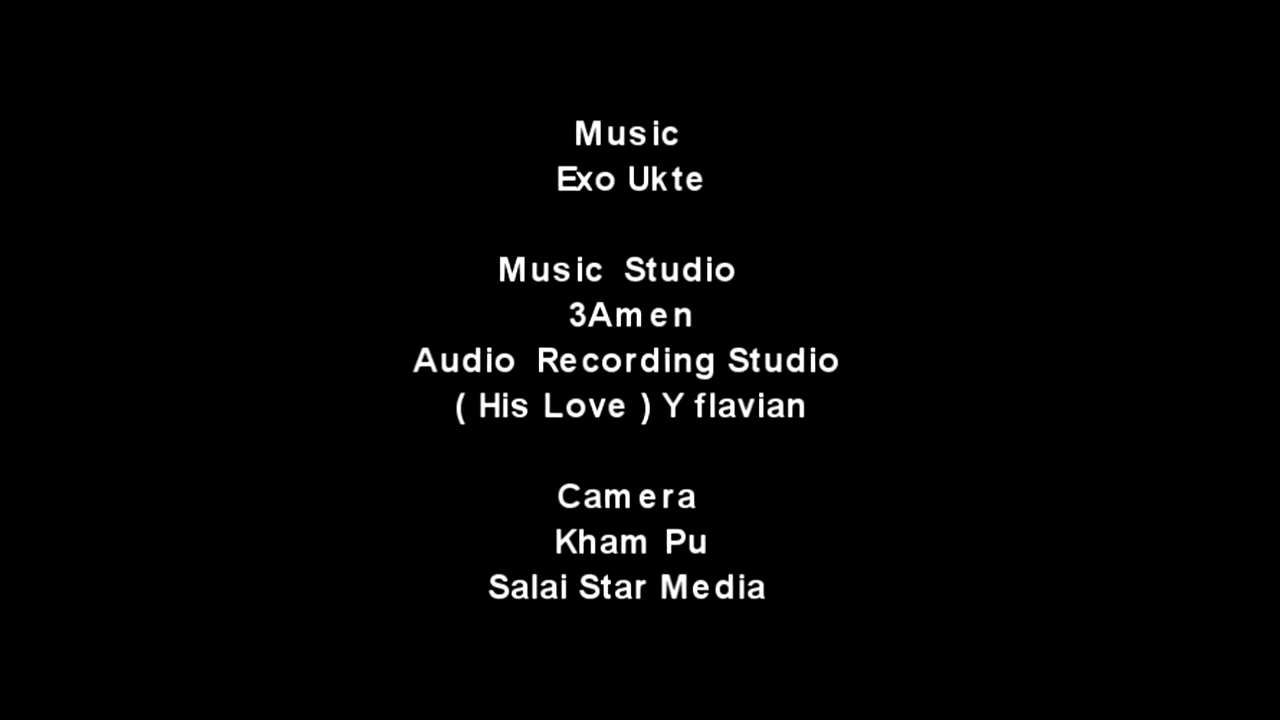 Music
Exo Ukte
Music Studio
3Amen
Audio Recording Studio
( His Love ) Y flavian
Camera
Kham Pu
Salai Star Media